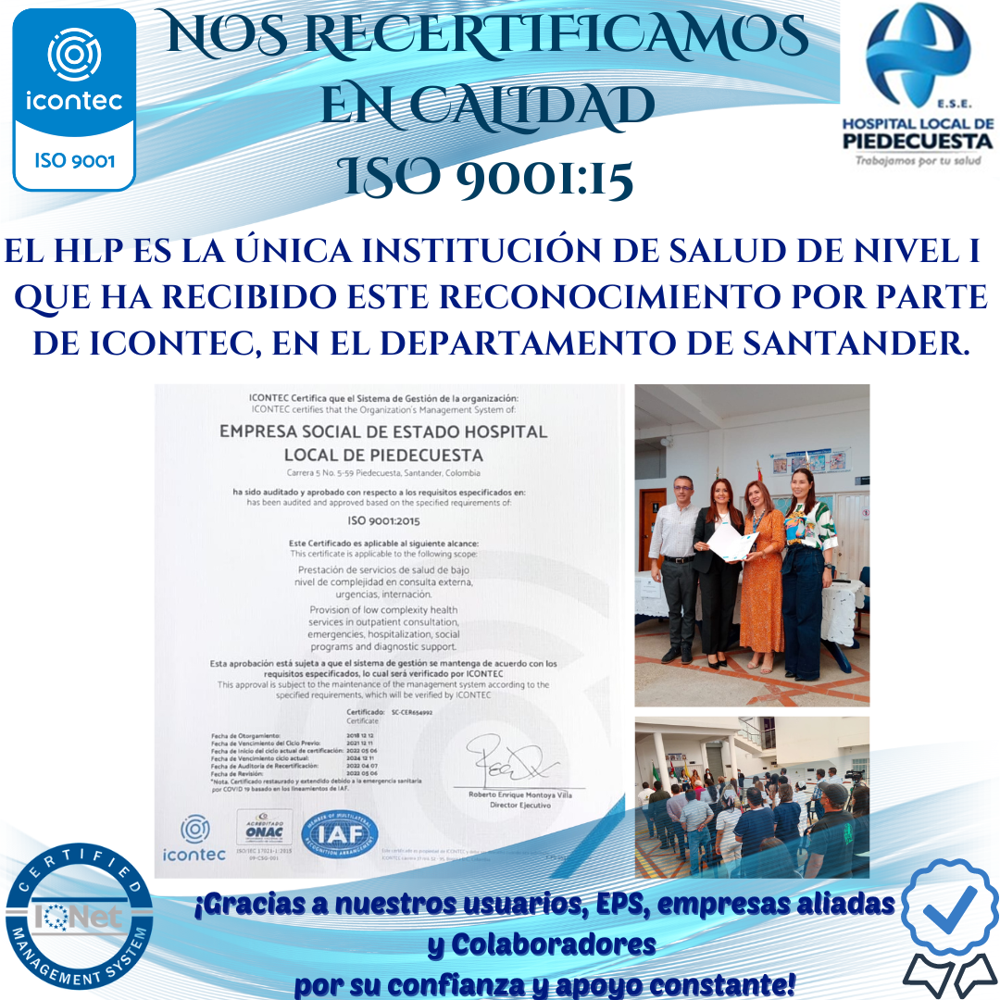 NOS RECERTIFICAMOS
EN CALIDAD
ISO 9001:15
icontec
ISO 9001
E.S.E.
HOSPITAL LOCAL DE
PIEDECUESTA
Trabajamos por tu salud
EL HLP ES LA ÚNICA INSTITUCIÓN DE SALUD DE NIVEL I
QUE HA RECIBIDO ESTE RECONOCIMIENTO POR PARTE
DE ICONTEC, EN EL DEPARTAMENTO DE SANTANDER.
ICONTEC Certifica que el Sistema de Gestión de la organización:
ICONTEC certifies that the Organization's Management System of:
EMPRESA SOCIAL DE ESTADO HOSPITAL
LOCAL DE PIEDECUESTA
Carrera 5 No. 5-59 Piedecuesta, Santander, Colombia
ha sido auditado y aprobado con respecto a los requisitos especificados en:
has been audited and approved based on the specified requirements of:
ISO 9001:2015
Este Certificado es aplicable al siguiente alcance:
This certificate is applicable to the following scope:
Prestación de servicios de salud de bajo
nivel de complejidad en consulta externa,
urgencias, internación.
Provision of low complexity health
services in outpatient consultation,
emergencies, hospitalization, social
programs and diagnostic support.
Esta aprobación está sujeta a que el sistema de gestión se mantenga de acuerdo con los
requisitos especificados, lo cual será verificado por ICONTEC
This approval is subject to the maintenance of the management system according to the
specified requirements, which will be verified by ICONTEC
Certificado: SC-CER654992
Certificate
Fecha de Otorgamiento: 2018 12 12
Fecha de Vencimiento del Ciclo Previo: 2021 12 11
Fecha de Inicio del ciclo actual de certificación: 2022 05 06
Fecha de Vencimiento ciclo actual: 2024 12 11
Fecha de Auditoría de Recertificación: 2022 04 07
Fecha de Revisión: 2022 05 06
*Nota. Certificado restaurado y extendido debido a la emergencia sanitaria
por COVID 19 basado en los lineamientos de IAF.
Roberto Enrique Montoya Villa
Director Ejecutivo
icontec
ACREDITADO
ONAC
ISO/IEC 17021-1:2015
09-CSG-001
MEMBER OF MULTILATERAL
IAF
RECOGNITION ARRANGEMENT
CERTIFIED
IQNet
MANAGEMENT SYSTEM
¡Gracias a nuestros usuarios, EPS, empresas aliadas
y Colaboradores
por su confianza y apoyo constante!